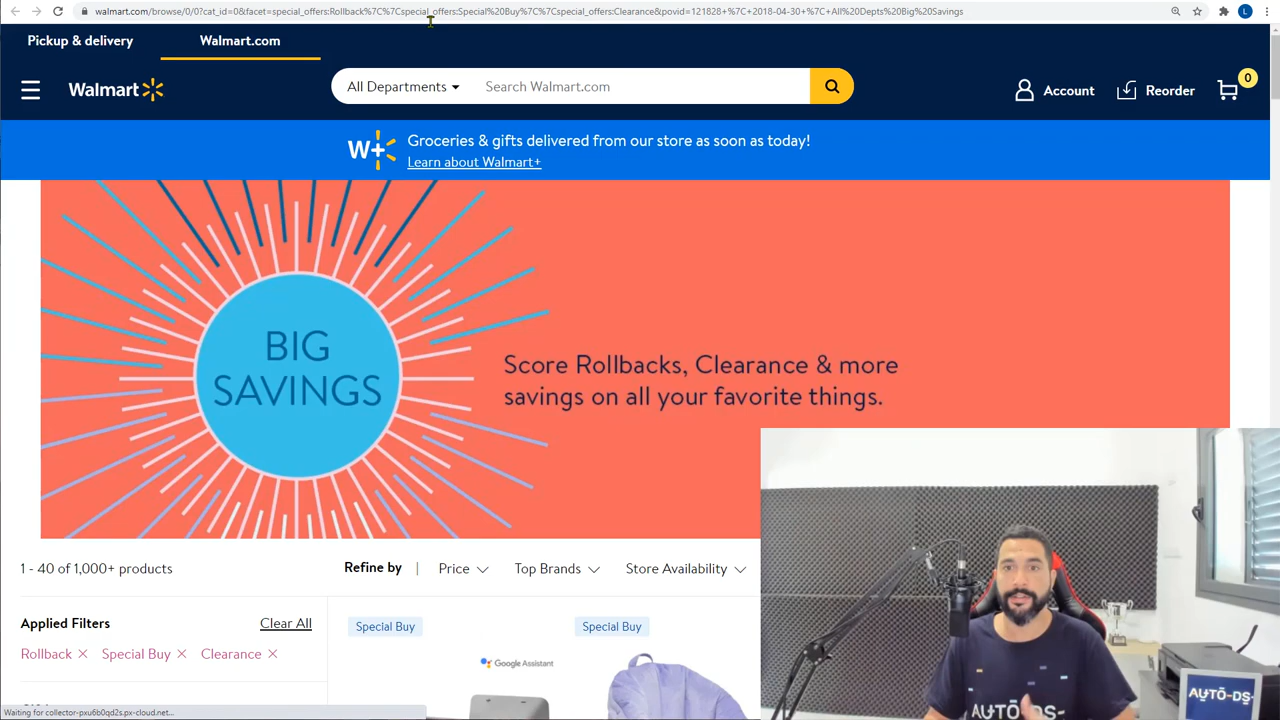 walmart.com/browse/0/0?cat_id=0&facet=special_offers:Rollback%7C%7Cspecial_offers:Special%20Buy%7C%7Cspecial_offers:Clearance&povid=121828+%7C+2018-04-30+%7C+All%20Depts%20Big%20Savings
L
Pickup & delivery
Walmart.com
Walmart
All Departments
Search Walmart.com
Account
Reorder
0
W+
Groceries & gifts delivered from our store as soon as today!
Learn about Walmart+
BIG
SAVINGS
Score Rollbacks, Clearance & more
savings on all your favorite things.
1 - 40 of 1,000+ products
Refine by
Price
Top Brands
Store Availability
Applied Filters
Clear All
Rollback
Special Buy
Clearance
Special Buy
Special Buy
Google Assistant
Waiting for collector-pxu6b0qd2s.px-cloud.net...
AUTO-DS-
AUTO-DS-